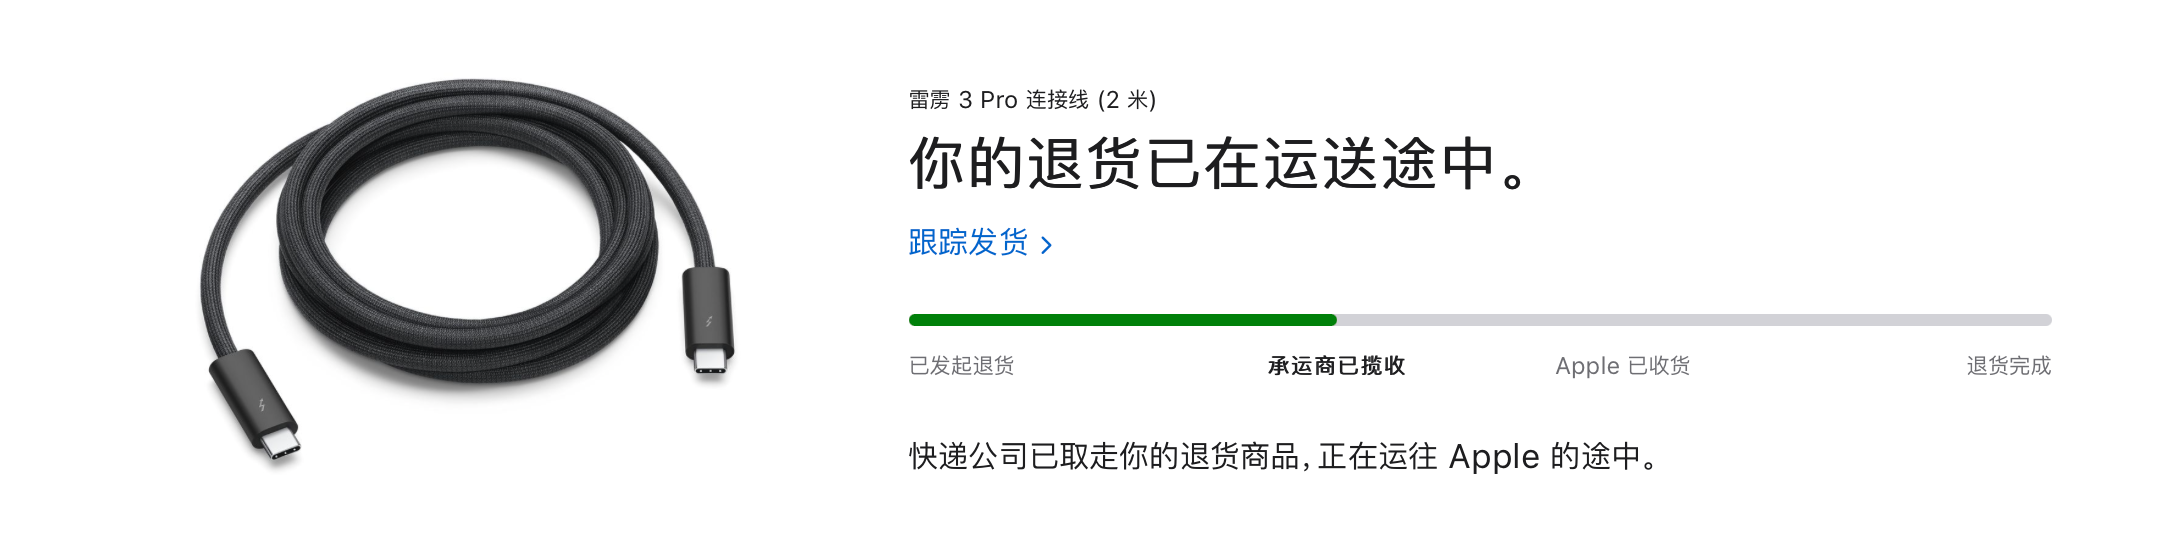 雷雳 3 Pro 连接线 (2 米)
你的退货已在运送途中。
跟踪发货 >
已发起退货
承运商已揽收
Apple 已收货
退货完成
快递公司已取走你的退货商品，正在运往 Apple 的途中。